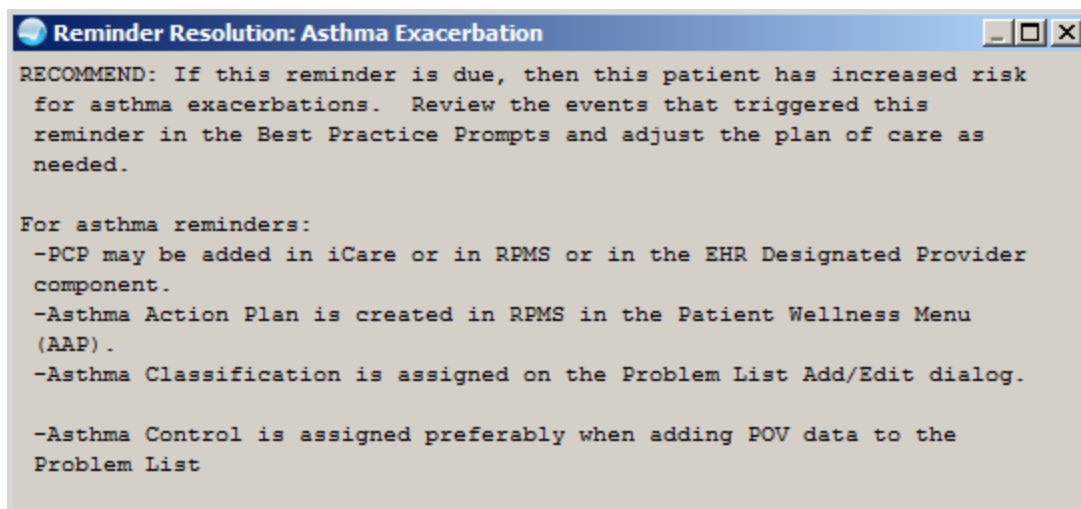 Reminder Resolution: Asthma Exacerbation
RECOMMEND: If this reminder is due, then this patient has increased risk
for asthma exacerbations.  Review the events that triggered this
reminder in the Best Practice Prompts and adjust the plan of care as
needed.
For asthma reminders:
-PCP may be added in iCare or in RPMS or in the EHR Designated Provider
component.
-Asthma Action Plan is created in RPMS in the Patient Wellness Menu
(AAP).
-Asthma Classification is assigned on the Problem List Add/Edit dialog.
-Asthma Control is assigned preferably when adding POV data to the
Problem List